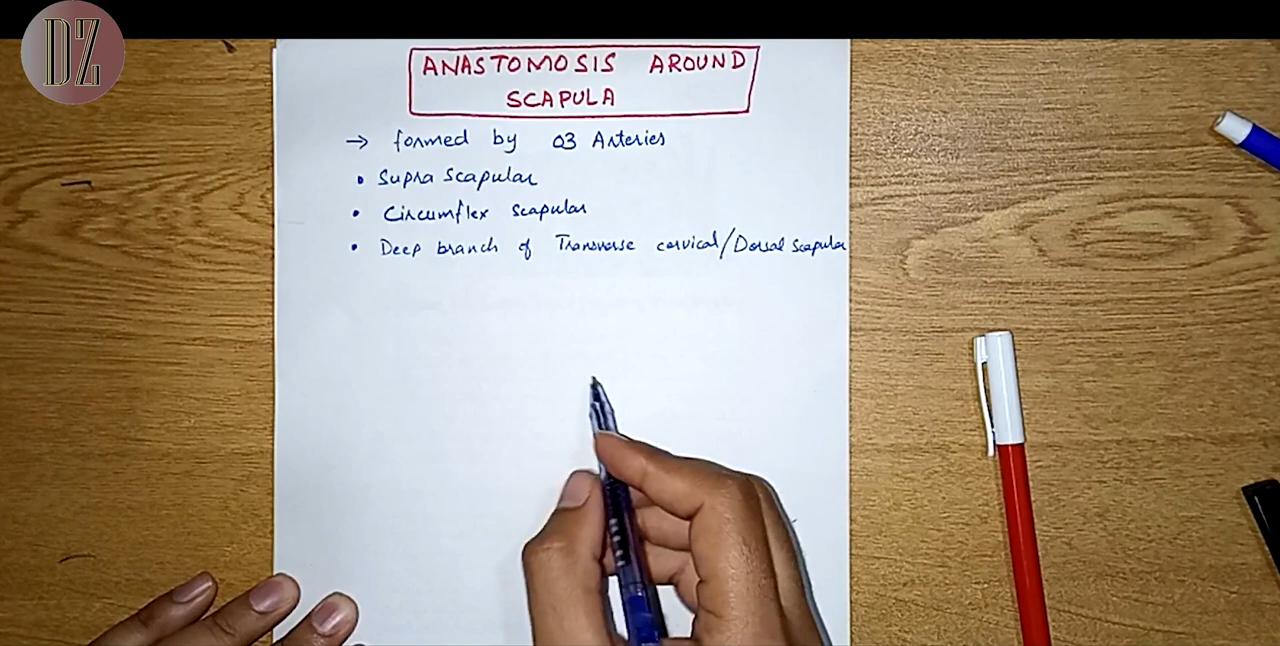 DZ
ANASTOMOSIS AROUND
SCAPULA
→ formed by 03 Arteries
• Supra Scapular
• Circumflex scapular
• Deep branch of Transverse cervical/Dorsal Scapular